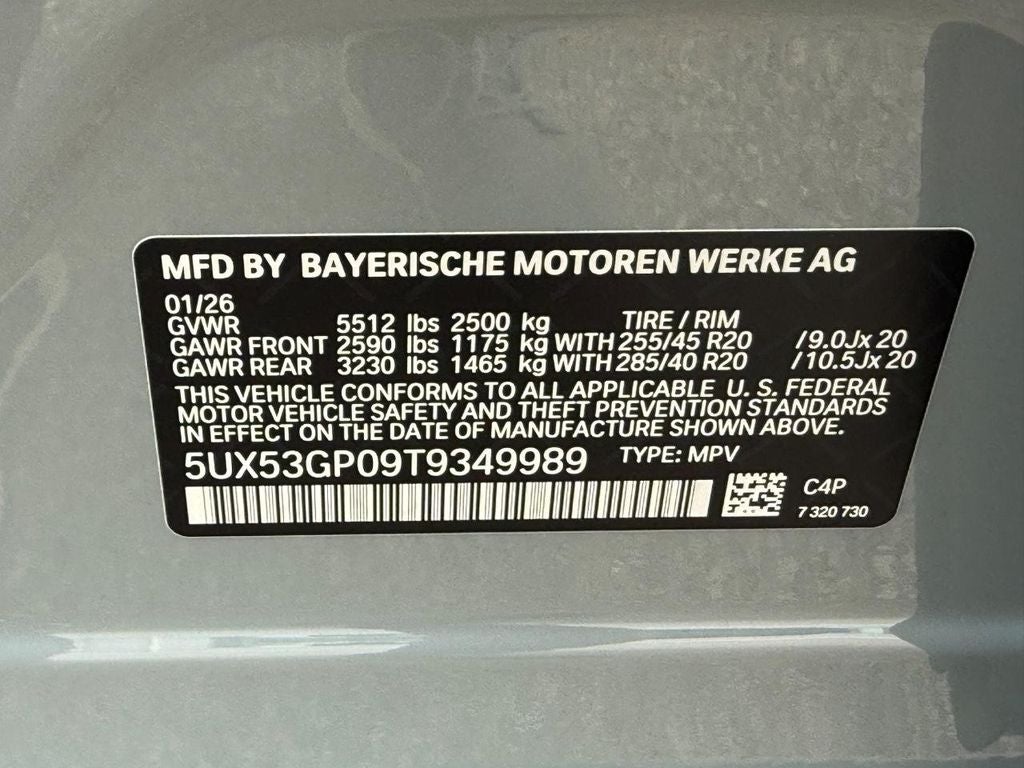 MFD BY BAYERISCHE MOTOREN WERKE AG
01/26
GVWR 5512 lbs 2500 kg TIRE / RIM
GAWR FRONT 2590 lbs 1175 kg WITH 255/45 R20 /9.0Jx 20
GAWR REAR 3230 lbs 1465 kg WITH 285/40 R20 /10.5Jx 20
THIS VEHICLE CONFORMS TO ALL APPLICABLE U. S. FEDERAL
MOTOR VEHICLE SAFETY AND THEFT PREVENTION STANDARDS
IN EFFECT ON THE DATE OF MANUFACTURE SHOWN ABOVE.
5UX53GP09T9349989 TYPE: MPV
C4P
7 320 730